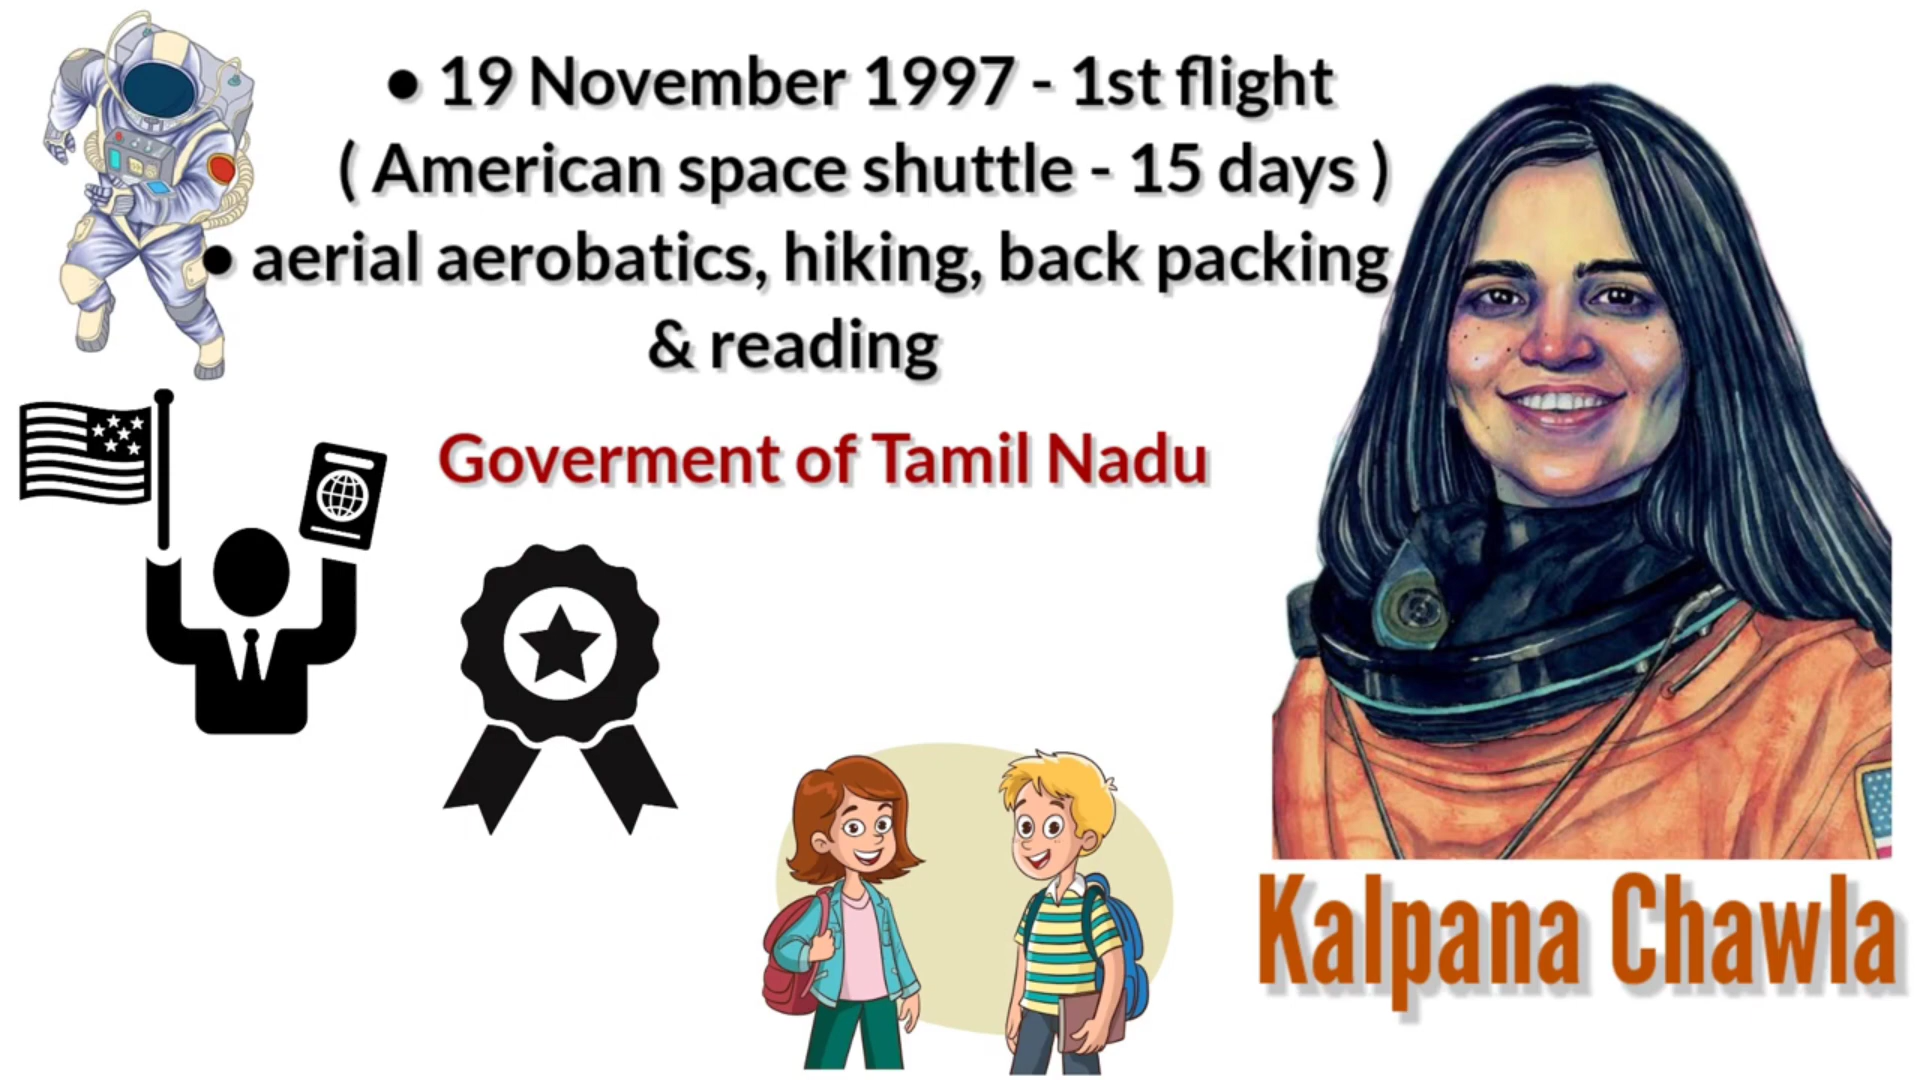 • 19 November 1997 - 1st flight
( American space shuttle - 15 days )
• aerial aerobatics, hiking, back packing
& reading
Goverment of Tamil Nadu
Kalpana Chawla